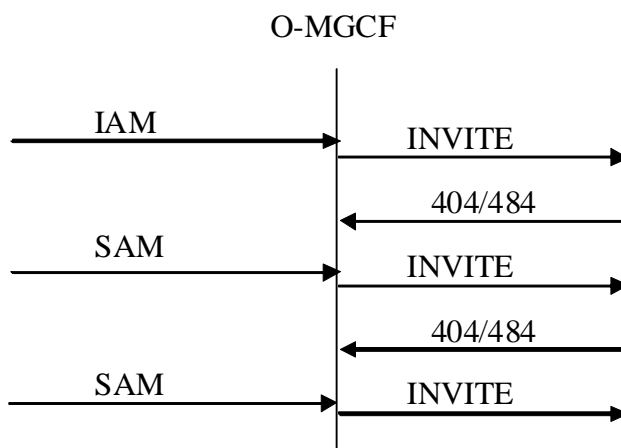 O-MGCF
IAM
INVITE
404/484
SAM
INVITE
404/484
SAM
INVITE